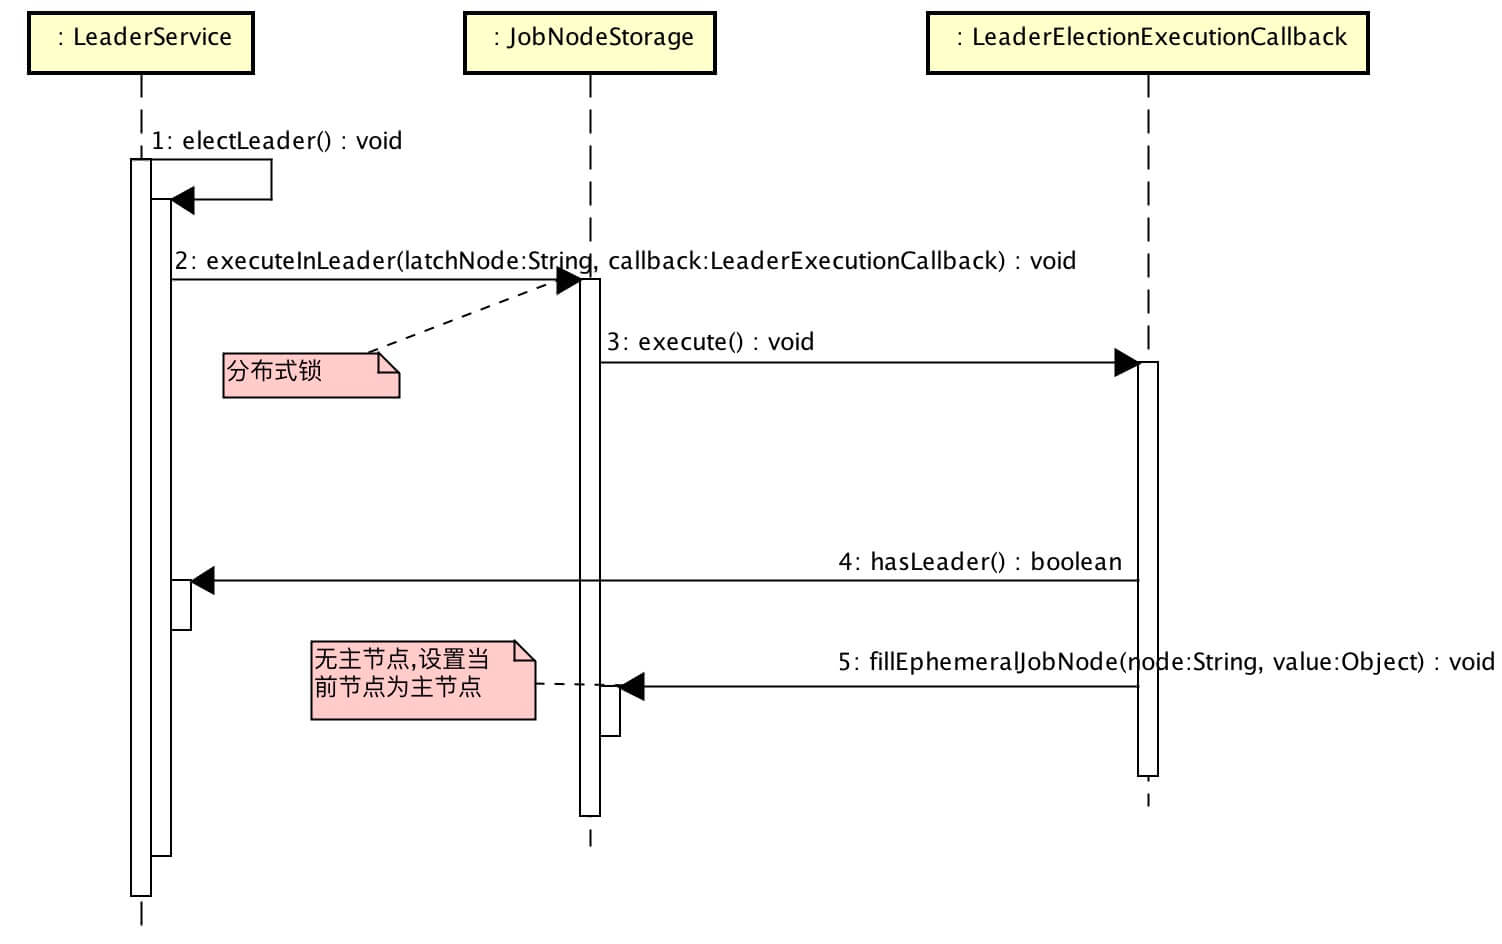 : LeaderService
: JobNodeStorage
: LeaderElectionExecutionCallback
1: electLeader() : void
2: executeInLeader(latchNode:String, callback:LeaderExecutionCallback) : void
3: execute() : void
分布式锁
4: hasLeader() : boolean
5: fillEphemeralJobNode(node:String, value:Object) : void
无主节点,设置当
前节点为主节点